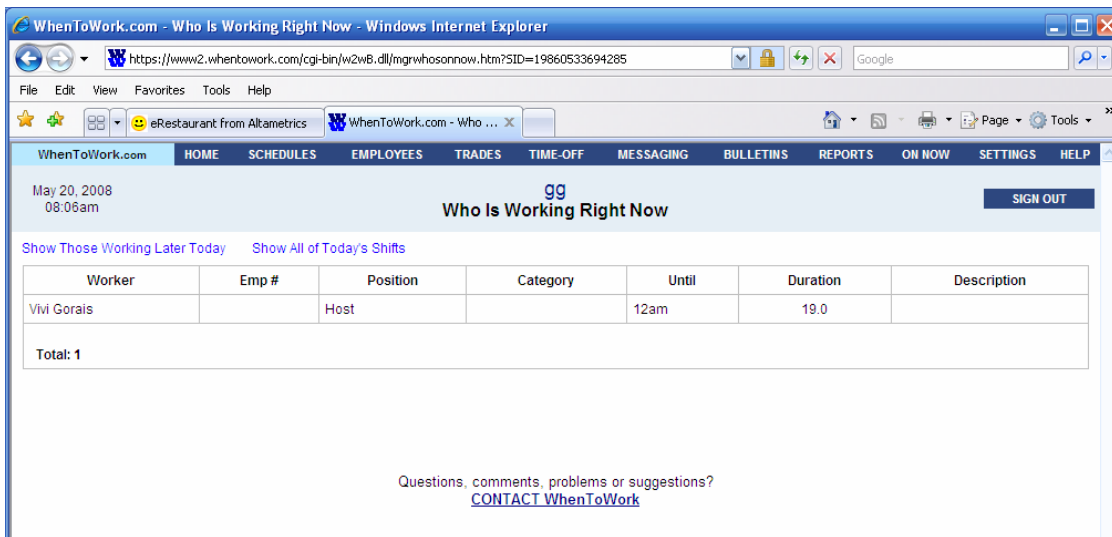 WhenToWork.com - Who Is Working Right Now - Windows Internet Explorer
https://www2.whentowork.com/cgi-bin/w2wB.dll/mgrwhosonnow.htm?SID=19860533694285 Google
File Edit View Favorites Tools Help
eRestaurant from Altametrics WhenToWork.com - Who ... Page Tools
WhenToWork.com HOME SCHEDULES EMPLOYEES TRADES TIME-OFF MESSAGING BULLETINS REPORTS ON NOW SETTINGS HELP
May 20, 2008
08:06am
gg
Who Is Working Right Now
SIGN OUT
Show Those Working Later Today Show All of Today's Shifts
Worker Emp # Position Category Until Duration Description
Vivi Gorais Host 12am 19.0
Total: 1
Questions, comments, problems or suggestions?
CONTACT WhenToWork